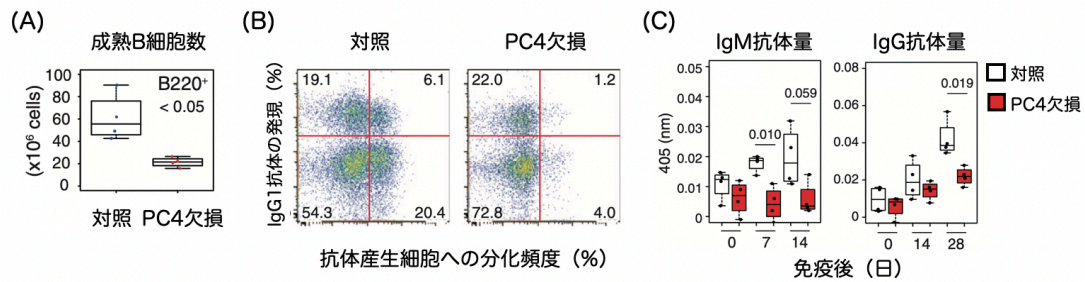 (A)
成熟B細胞数
100
80
60
40
20
0
(x10⁶ cells)
B220⁺
< 0.05
対照 PC4欠損
(B)
対照 PC4欠損
IgG1抗体の発現（%）
19.1 6.1
54.3 20.4
22.0 1.2
72.8 4.0
抗体産生細胞への分化頻度（%）
(C)
IgM抗体量 IgG抗体量
405 (nm)
0.05
0.04
0.03
0.02
0.01
0
0.010
0.059
0 7 14
0.08
0.06
0.04
0.02
0
0.019
0 14 28
対照
PC4欠損
免疫後（日）